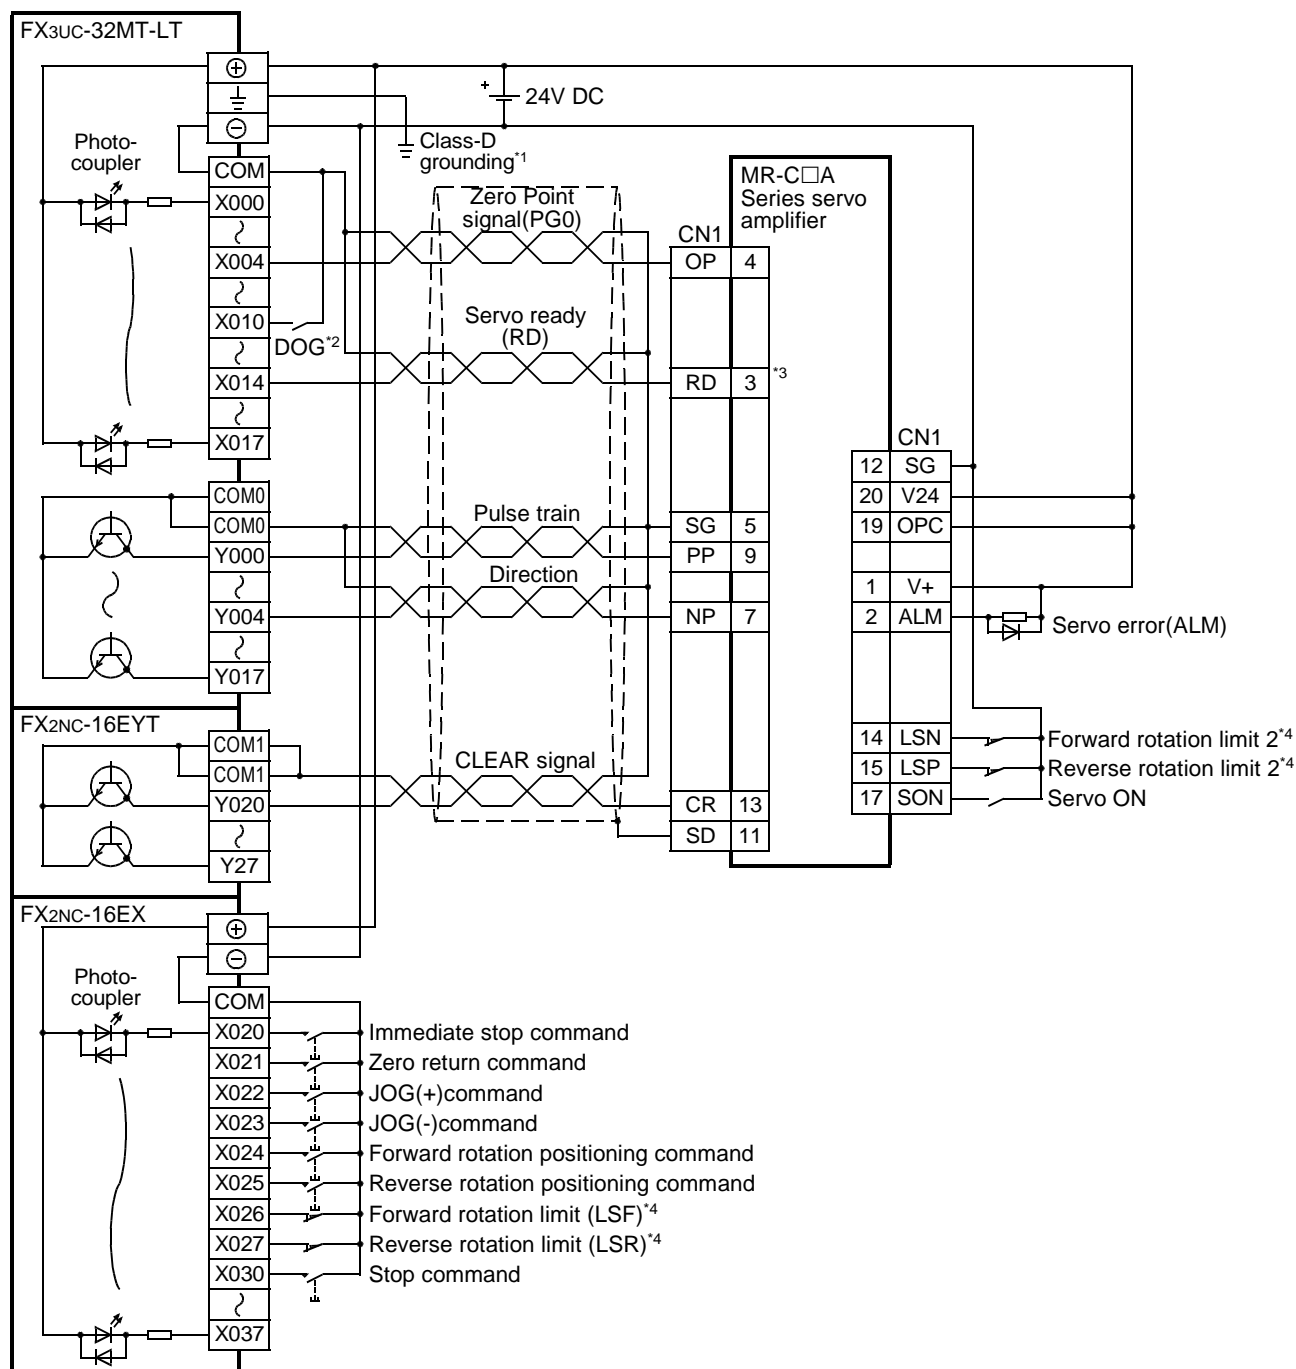 FX3UC-32MT-LT
24V DC
Class-D
grounding*1
Photo-
coupler
COM
X000
X004
X010
DOG*2
X014
X017
COM0
COM0
Y000
Y004
Y017
Zero Point
signal(PG0)
Servo ready
(RD)
Pulse train
Direction
CLEAR signal
MR-C□A
Series servo
amplifier
CN1
OP 4
RD 3 *3
SG 5
PP 9
NP 7
CR 13
SD 11
CN1
12 SG
20 V24
19 OPC
1 V+
2 ALM
Servo error(ALM)
14 LSN
Forward rotation limit 2*4
15 LSP
Reverse rotation limit 2*4
17 SON
Servo ON
FX2NC-16EYT
COM1
COM1
Y020
Y27
FX2NC-16EX
Photo-
coupler
COM
X020 Immediate stop command
X021 Zero return command
X022 JOG(+)command
X023 JOG(-)command
X024 Forward rotation positioning command
X025 Reverse rotation positioning command
X026 Forward rotation limit (LSF)*4
X027 Reverse rotation limit (LSR)*4
X030 Stop command
X037